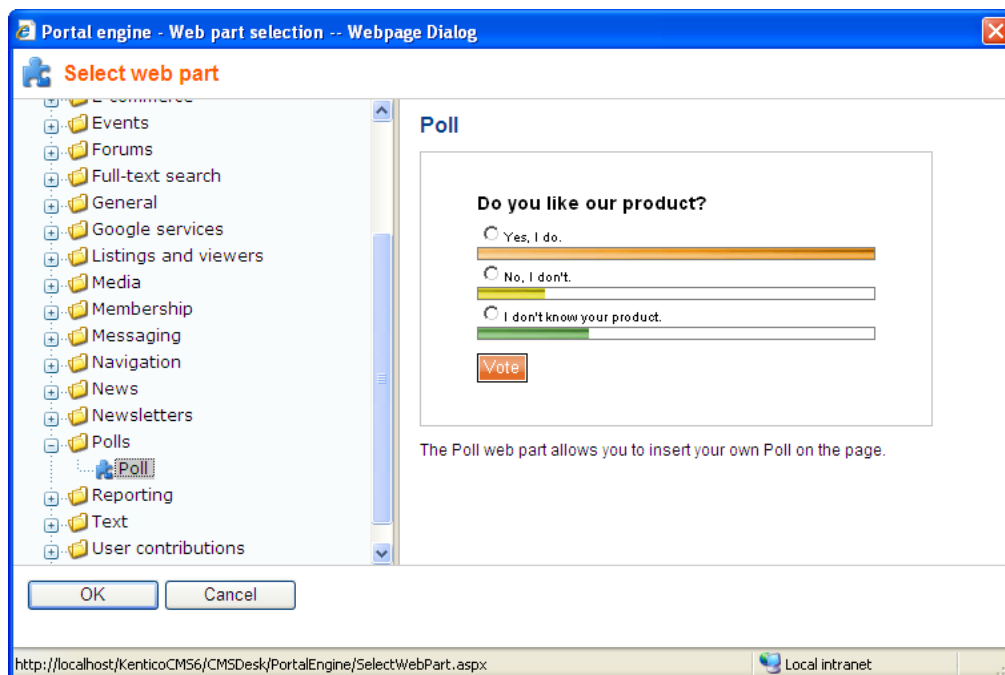 Portal engine - Web part selection -- Webpage Dialog
Select web part
E-commerce
Events
Forums
Full-text search
General
Google services
Listings and viewers
Media
Membership
Messaging
Navigation
News
Newsletters
Polls
Poll
Reporting
Text
User contributions
Poll
Do you like our product?
Yes, I do.
No, I don't.
I don't know your product.
Vote
The Poll web part allows you to insert your own Poll on the page.
OK
Cancel
http://localhost/KenticoCMS6/CMSDesk/PortalEngine/SelectWebPart.aspx
Local intranet